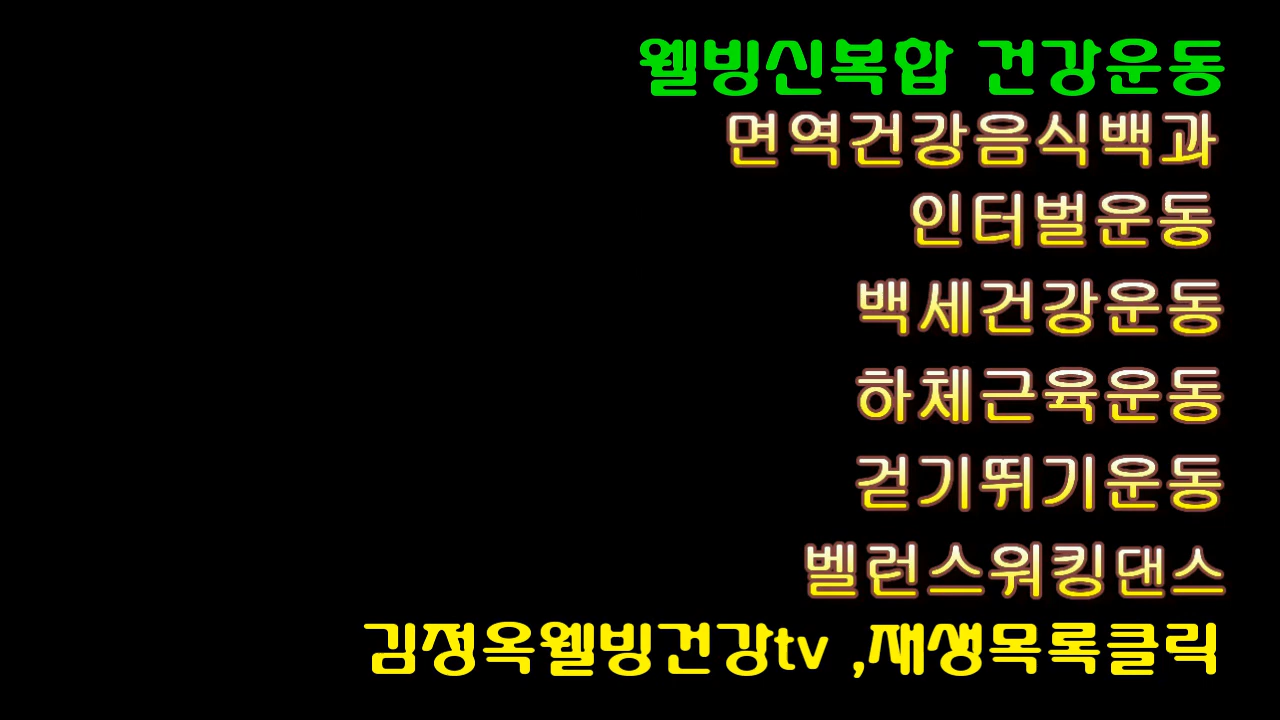 웰빙신복합 건강운동
면역건강음식백과
인터벌운동
백세건강운동
하체근육운동
걷기뛰기운동
벨런스워킹댄스
김정옥웰빙건강tv ,재생목록클릭